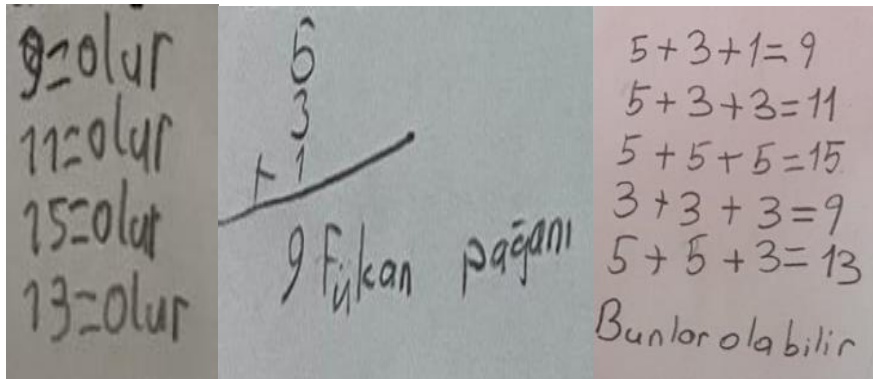 9=olur
11=olur
15=olur
13=olur
5
3
+ 1
9 Fukan pağanı
5+3+1=9
5+3+3=11
5+5+5=15
3+3+3=9
5+5+3=13
Bunlar olabilir